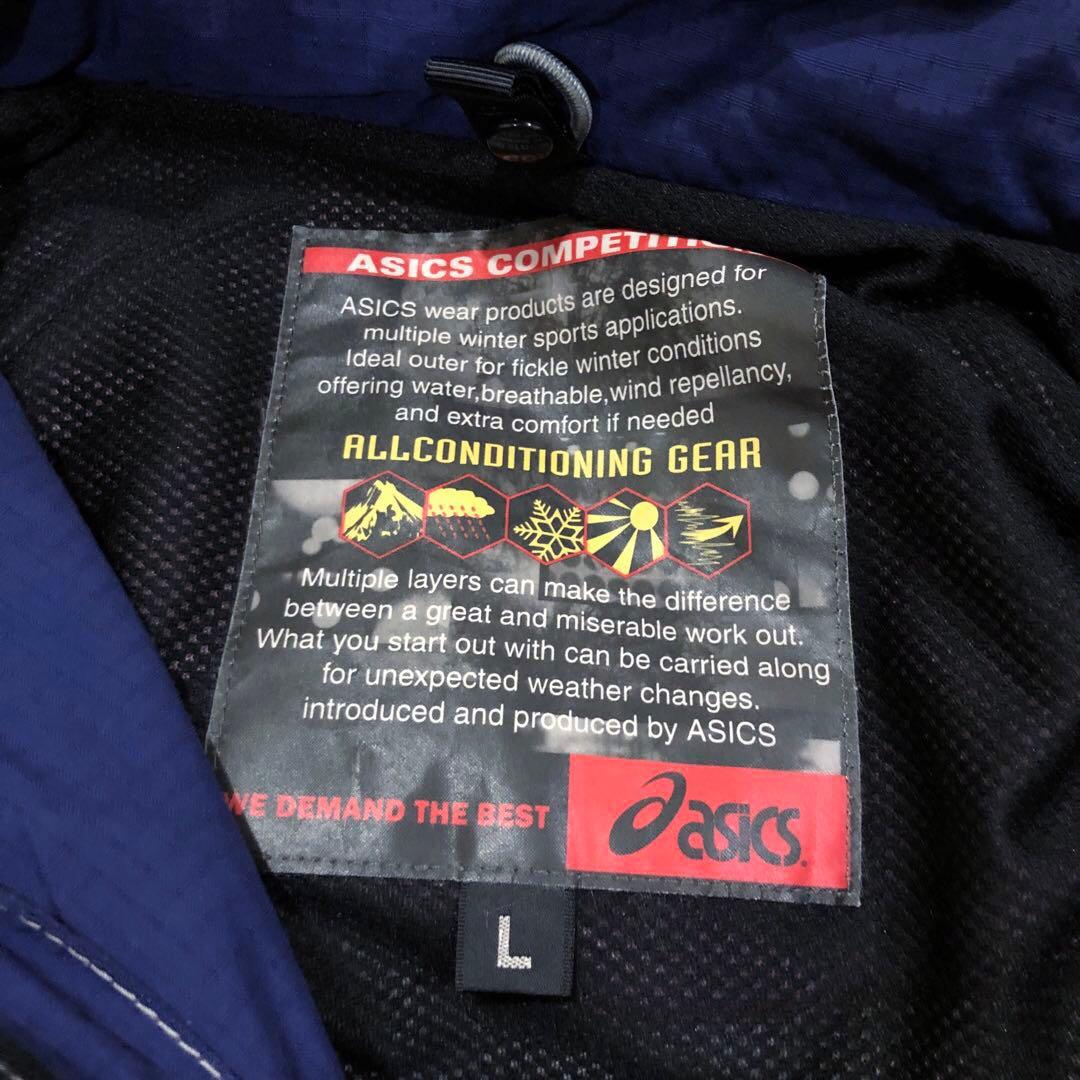 ASICS COMPETITION
ASICS wear products are designed for
multiple winter sports applications.
Ideal outer for fickle winter conditions
offering water,breathable,wind repellancy,
and extra comfort if needed
ALLCONDITIONING GEAR
Multiple layers can make the difference
between a great and miserable work out.
What you start out with can be carried along
for unexpected weather changes.
introduced and produced by ASICS
WE DEMAND THE BEST
asics
L